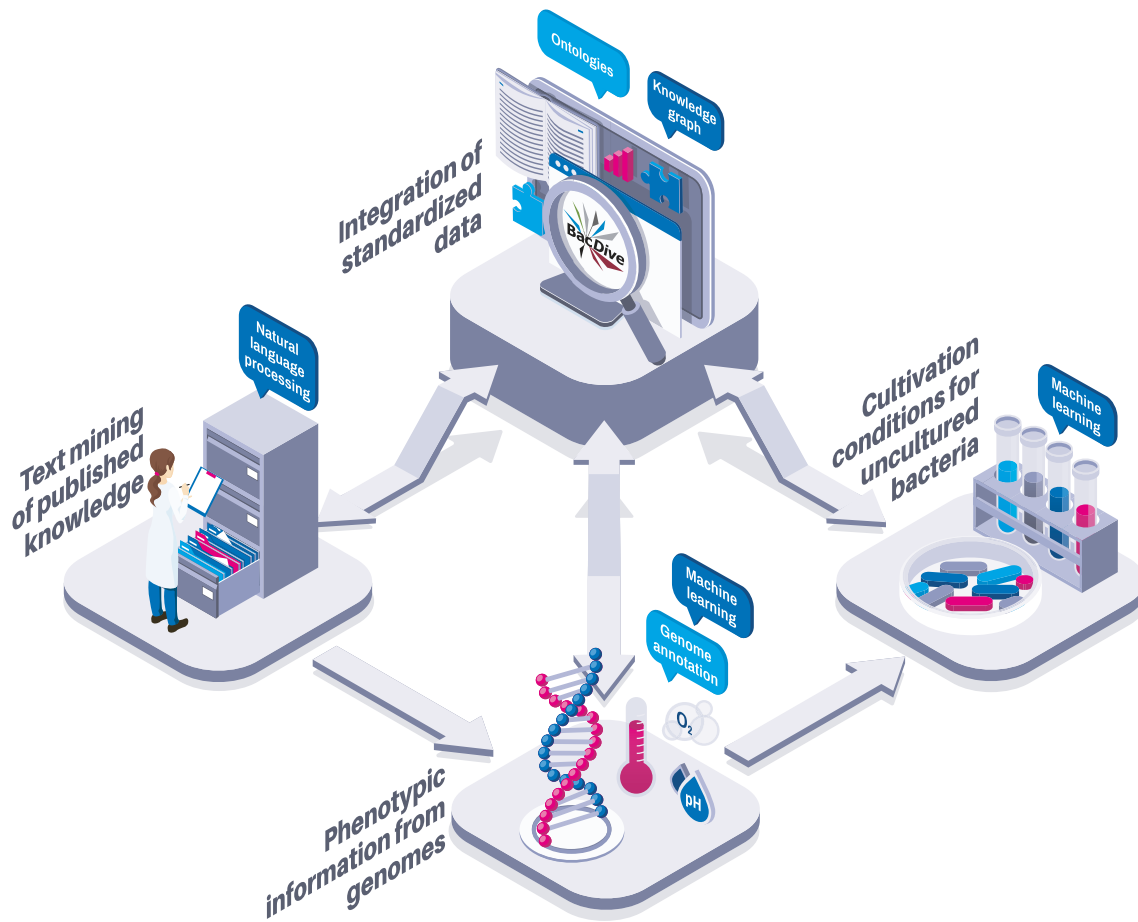 Ontologies
Knowledge
graph
Integration of
standardized
data
BacDive
Natural
language
processing
Text mining
of published
knowledge
Cultivation
conditions for
uncultured
bacteria
Machine
learning
Machine
learning
Genome
annotation
O2
pH
Phenotypic
information from
genomes